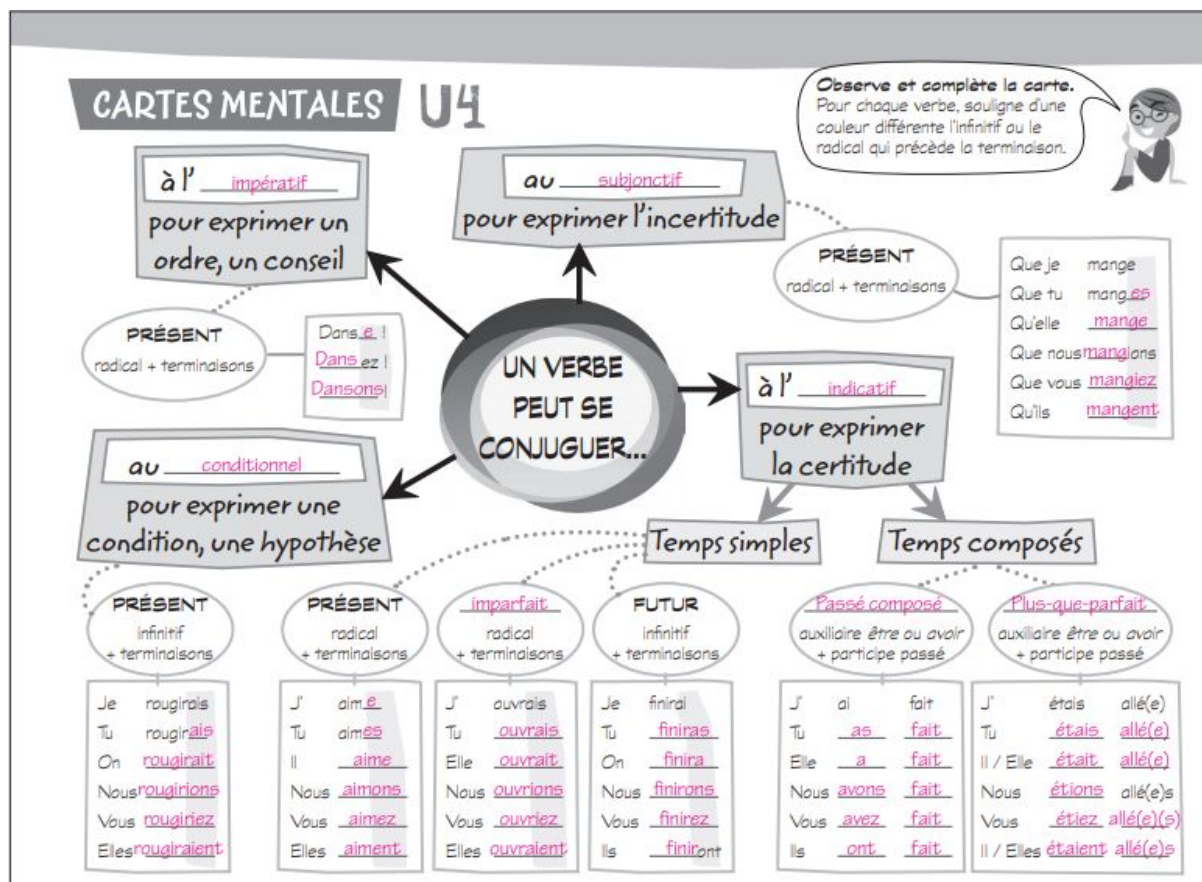 CARTES MENTALES U4
Observe et complète la carte.
Pour chaque verbe, souligne d'une
couleur différente l'infinitif ou le
radical qui précède la terminaison.
à l' impératif
pour exprimer un
ordre, un conseil
PRÉSENT
radical + terminaisons
Dans e !
Dans ez !
Dansons!
au subjonctif
pour exprimer l'incertitude
PRÉSENT
radical + terminaisons
Que je mange
Que tu manges
Qu'elle mange
Que nous mangions
Que vous mangiez
Qu'ils mangent
UN VERBE
PEUT SE
CONJUGUER...
à l' indicatif
pour exprimer
la certitude
au conditionnel
pour exprimer une
condition, une hypothèse
Temps simples
Temps composés
PRÉSENT
infinitif
+ terminaisons
Je rougirais
Tu rougirais
On rougirait
Nous rougirions
Vous rougiriez
Elles rougiraient
PRÉSENT
radical
+ terminaisons
J' aime
Tu aimes
Il aime
Nous aimons
Vous aimez
Elles aiment
imparfait
radical
+ terminaisons
J' ouvrais
Tu ouvrais
Elle ouvrait
Nous ouvrions
Vous ouvriez
Elles ouvraient
FUTUR
infinitif
+ terminaisons
Je finirai
Tu finiras
On finira
Nous finirons
Vous finirez
Ils finiront
Passé composé
auxiliaire être ou avoir
+ participe passé
J' ai fait
Tu as fait
Elle a fait
Nous avons fait
Vous avez fait
Ils ont fait
Plus-que-parfait
auxiliaire être ou avoir
+ participe passé
J' étais allé(e)
Tu étais allé(e)
Il / Elle était allé(e)
Nous étions allé(e)s
Vous étiez allé(e)(s)
Il / Elles étaient allé(e)s